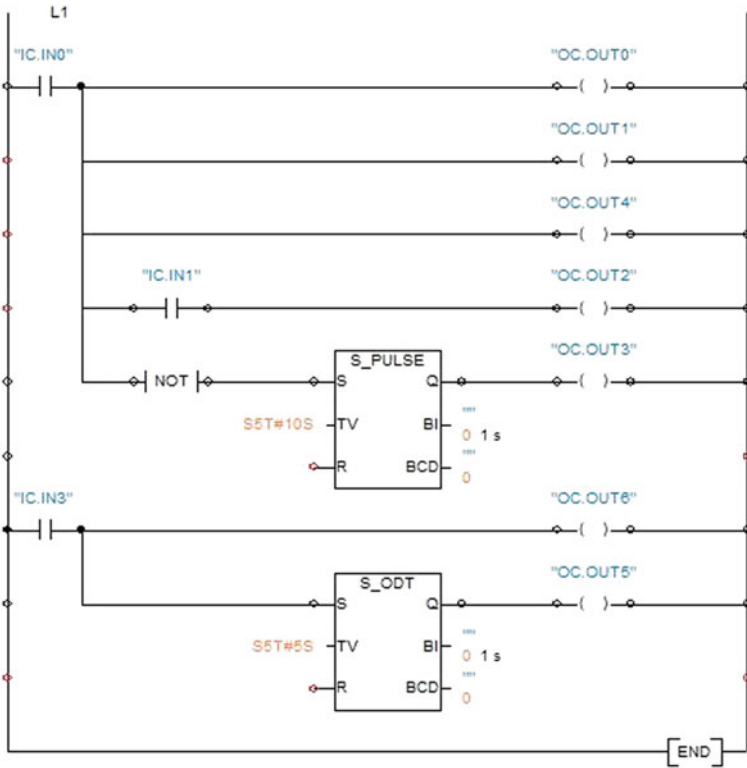 L1
"IC.IN0" "OC.OUT0"
( )
"OC.OUT1"
( )
"OC.OUT4"
( )
"IC.IN1" "OC.OUT2"
( )
"OC.OUT3"
S_PULSE
NOT S Q ( )
S5T#10S TV BI "" 0 1 s
R BCD "" 0
"IC.IN3" "OC.OUT6"
( )
"OC.OUT5"
S_ODT
S Q ( )
S5T#5S TV BI "" 0 1 s
R BCD "" 0
[END]